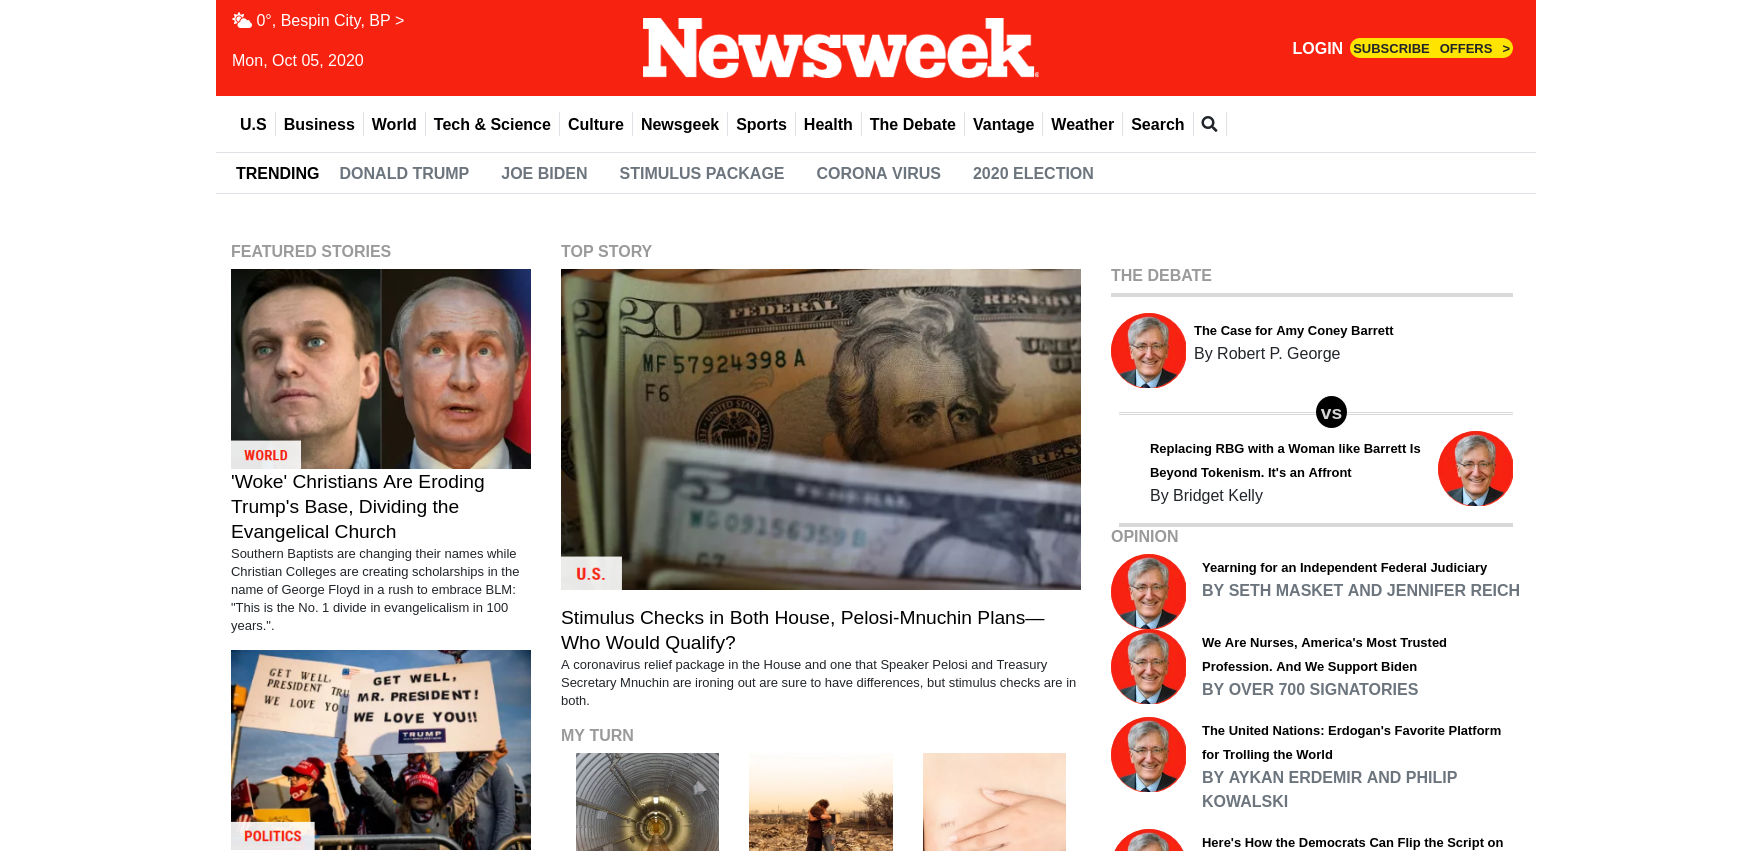 0°, Bespin City, BP >
Mon, Oct 05, 2020
Newsweek
LOGIN SUBSCRIBE OFFERS >
U.S Business World Tech & Science Culture Newsgeek Sports Health The Debate Vantage Weather Search
TRENDING DONALD TRUMP JOE BIDEN STIMULUS PACKAGE CORONA VIRUS 2020 ELECTION
FEATURED STORIES
WORLD
'Woke' Christians Are Eroding
Trump's Base, Dividing the
Evangelical Church
Southern Baptists are changing their names while
Christian Colleges are creating scholarships in the
name of George Floyd in a rush to embrace BLM:
"This is the No. 1 divide in evangelicalism in 100
years.".
GET WELL,
PRESIDENT TRU
WE LOVE YOU
GET WELL,
MR. PRESIDENT!
WE LOVE YOU!!
TRUMP
POLITICS
TOP STORY
20
FEDERAL RESERVE
MF 57924398 A
F6
5
MG09156359B
G7
U.S.
Stimulus Checks in Both House, Pelosi-Mnuchin Plans—
Who Would Qualify?
A coronavirus relief package in the House and one that Speaker Pelosi and Treasury
Secretary Mnuchin are ironing out are sure to have differences, but stimulus checks are in
both.
MY TURN
THE DEBATE
The Case for Amy Coney Barrett
By Robert P. George
VS
Replacing RBG with a Woman like Barrett Is
Beyond Tokenism. It's an Affront
By Bridget Kelly
OPINION
Yearning for an Independent Federal Judiciary
BY SETH MASKET AND JENNIFER REICH
We Are Nurses, America's Most Trusted
Profession. And We Support Biden
BY OVER 700 SIGNATORIES
The United Nations: Erdogan's Favorite Platform
for Trolling the World
BY AYKAN ERDEMIR AND PHILIP
KOWALSKI
Here's How the Democrats Can Flip the Script on